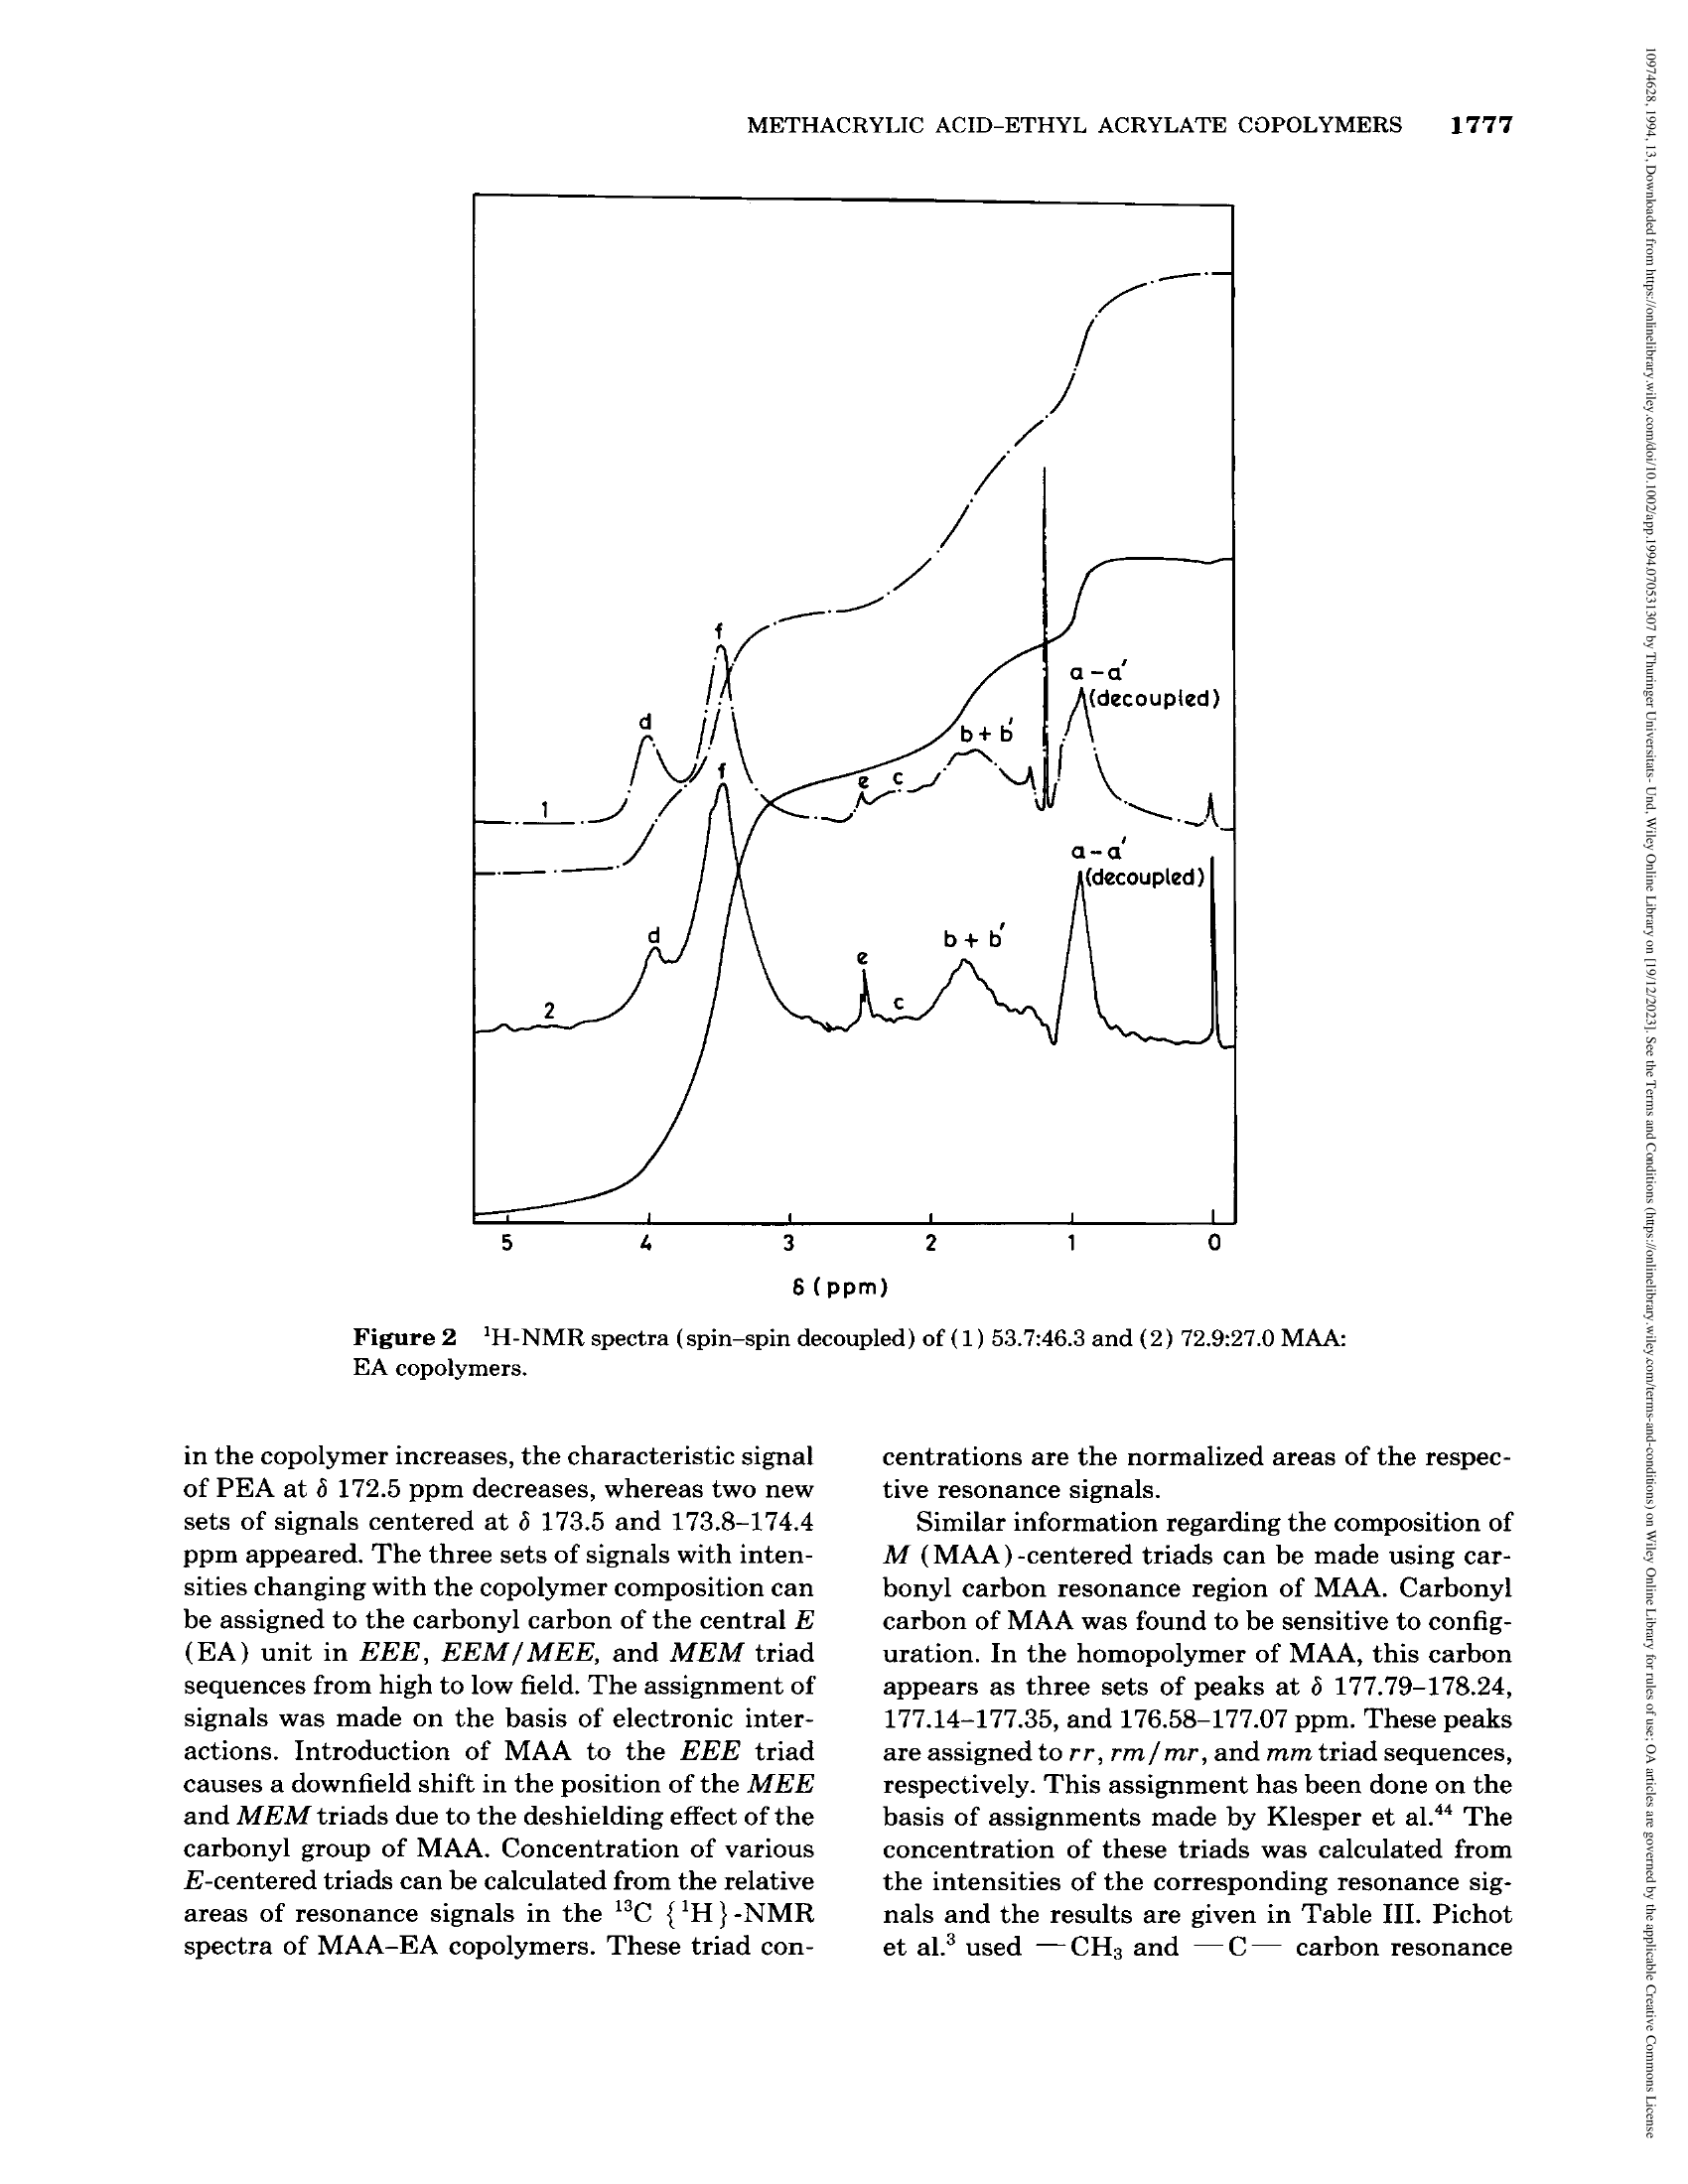 METHACRYLIC ACID–ETHYL ACRYLATE COPOLYMERS 1777
f
d
a – a′
(decoupled)
b + b′
f
e c
1
a – a′
(decoupled)
d
b + b′
e
2
c
5 4 3 2 1 0
δ (ppm)
Figure 2 ¹H-NMR spectra (spin–spin decoupled) of (1) 53.7:46.3 and (2) 72.9:27.0 MAA:
EA copolymers.
in the copolymer increases, the characteristic signal
of PEA at δ 172.5 ppm decreases, whereas two new
sets of signals centered at δ 173.5 and 173.8–174.4
ppm appeared. The three sets of signals with inten-
sities changing with the copolymer composition can
be assigned to the carbonyl carbon of the central E
(EA) unit in EEE, EEM/MEE, and MEM triad
sequences from high to low field. The assignment of
signals was made on the basis of electronic inter-
actions. Introduction of MAA to the EEE triad
causes a downfield shift in the position of the MEE
and MEM triads due to the deshielding effect of the
carbonyl group of MAA. Concentration of various
E-centered triads can be calculated from the relative
areas of resonance signals in the ¹³C {¹H}-NMR
spectra of MAA–EA copolymers. These triad con-
centrations are the normalized areas of the respec-
tive resonance signals.
Similar information regarding the composition of
M (MAA)-centered triads can be made using car-
bonyl carbon resonance region of MAA. Carbonyl
carbon of MAA was found to be sensitive to config-
uration. In the homopolymer of MAA, this carbon
appears as three sets of peaks at δ 177.79–178.24,
177.14–177.35, and 176.58–177.07 ppm. These peaks
are assigned to rr, rm/mr, and mm triad sequences,
respectively. This assignment has been done on the
basis of assignments made by Klesper et al.⁴⁴ The
concentration of these triads was calculated from
the intensities of the corresponding resonance sig-
nals and the results are given in Table III. Pichot
et al.³ used —CH₃ and —C— carbon resonance
10974628, 1994, 13, Downloaded from https://onlinelibrary.wiley.com/doi/10.1002/app.1994.070531307 by Thuringer Universitats- Und, Wiley Online Library on [19/12/2023]. See the Terms and Conditions (https://onlinelibrary.wiley.com/terms-and-conditions) on Wiley Online Library for rules of use; OA articles are governed by the applicable Creative Commons License